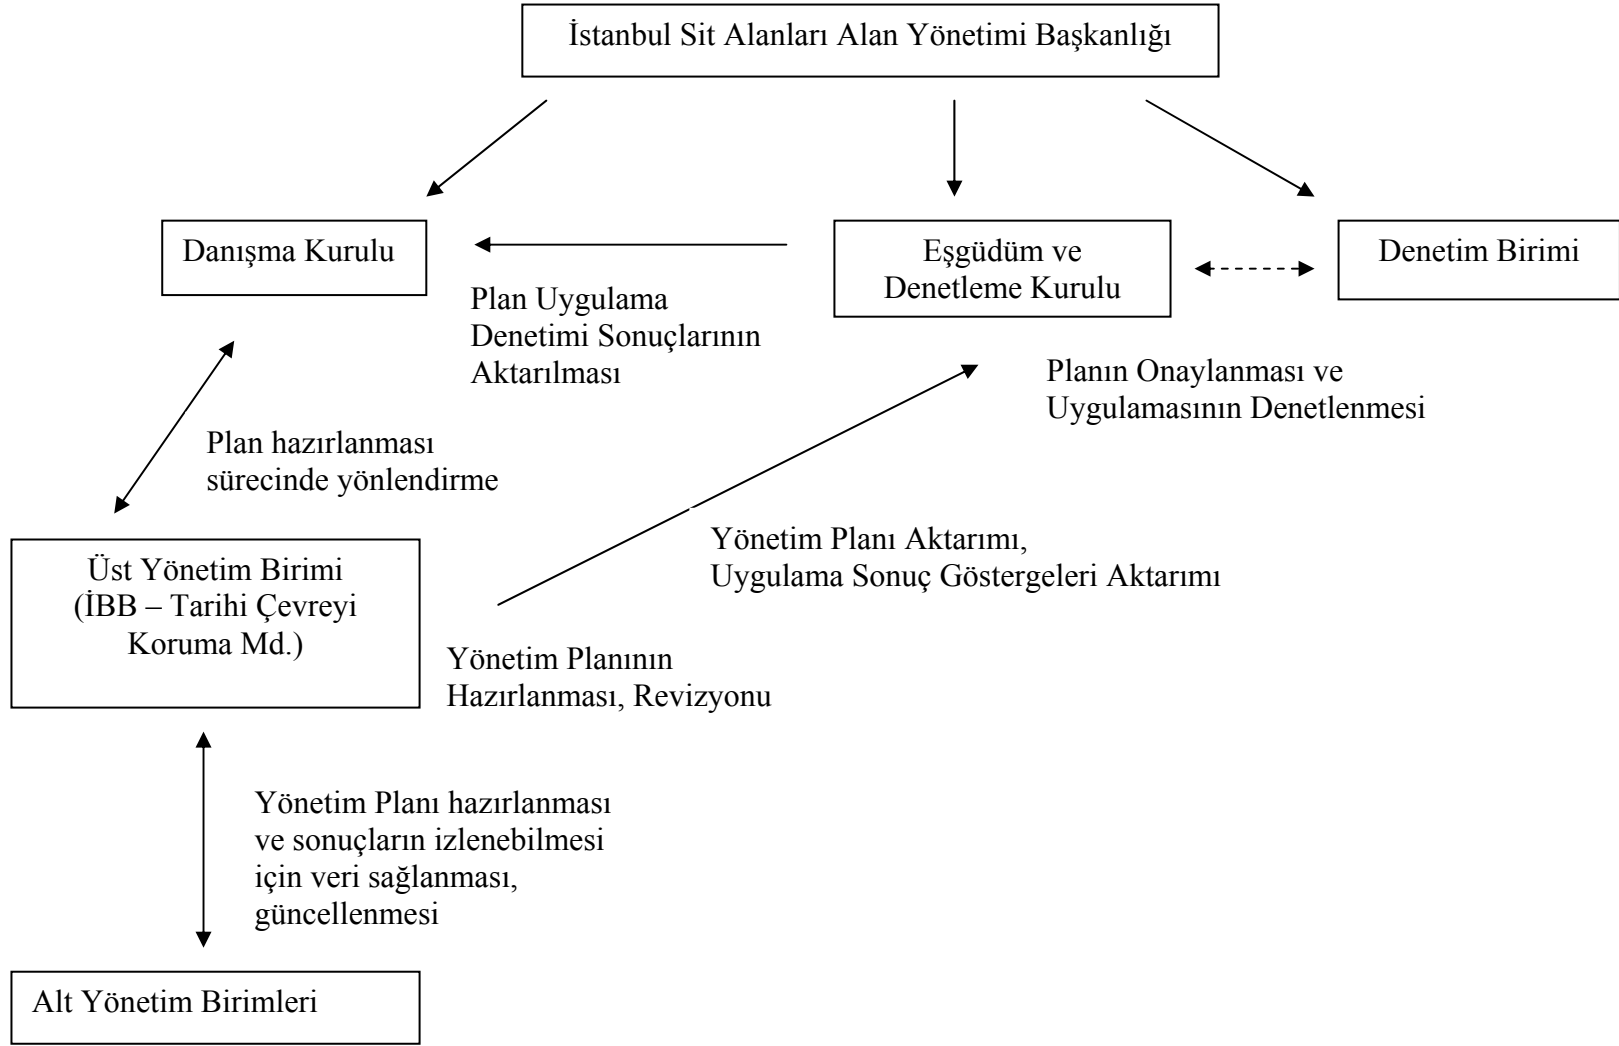 İstanbul Sit Alanları Alan Yönetimi Başkanlığı
Danışma Kurulu
Eşgüdüm ve
Denetleme Kurulu
Denetim Birimi
Plan Uygulama
Denetimi Sonuçlarının
Aktarılması
Planın Onaylanması ve
Uygulamasının Denetlenmesi
Plan hazırlanması
sürecinde yönlendirme
Yönetim Planı Aktarımı,
Uygulama Sonuç Göstergeleri Aktarımı
Üst Yönetim Birimi
(İBB – Tarihi Çevreyi
Koruma Md.)
Yönetim Planının
Hazırlanması, Revizyonu
Yönetim Planı hazırlanması
ve sonuçların izlenebilmesi
için veri sağlanması,
güncellenmesi
Alt Yönetim Birimleri